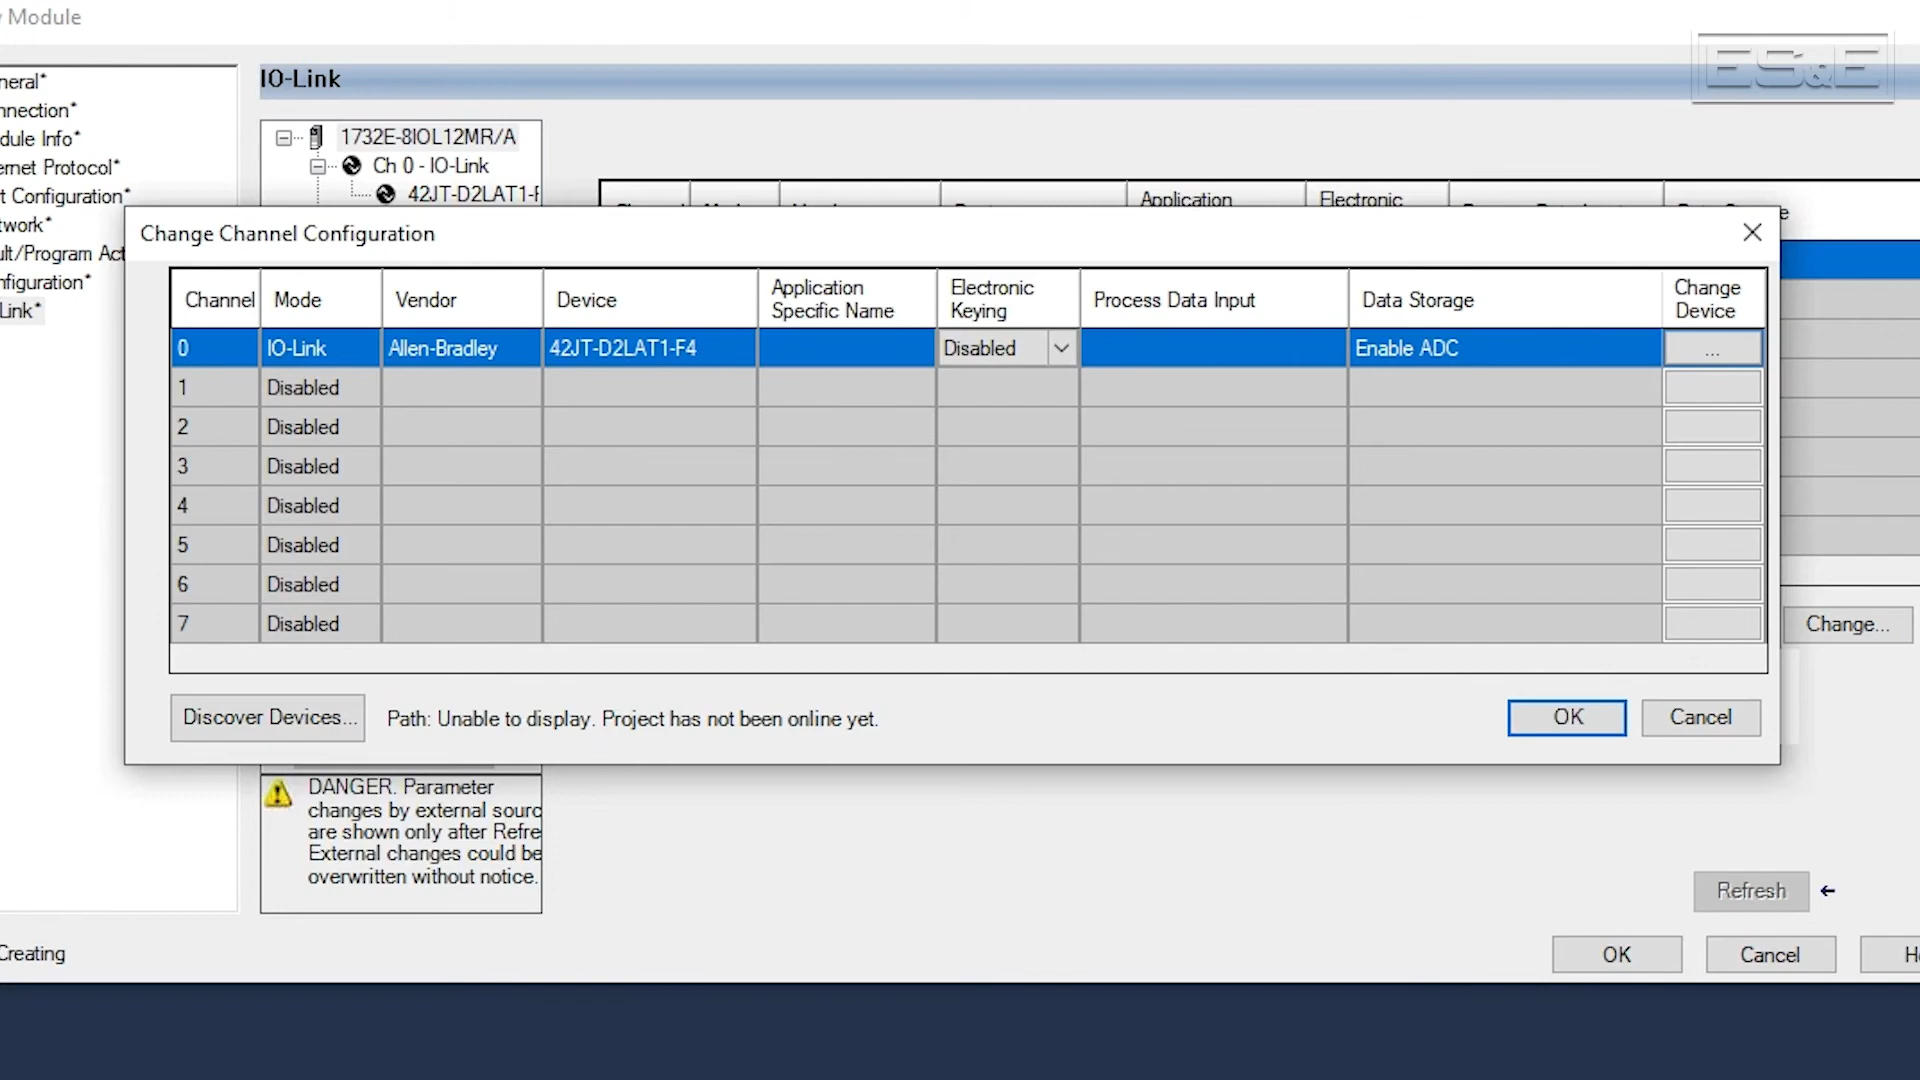 Module
ES&E
neral*
nnection*
dule Info*
ernet Protocol*
t Configuration*
twork*
ult/Program Act
nfiguration*
Link*
IO-Link
1732E-8IOL12MR/A
Ch 0 - IO-Link
42JT-D2LAT1-F
Application
Electronic
Change Channel Configuration
Channel Mode Vendor Device Application Specific Name Electronic Keying Process Data Input Data Storage Change Device
0 IO-Link Allen-Bradley 42JT-D2LAT1-F4 Disabled Enable ADC ...
1 Disabled
2 Disabled
3 Disabled
4 Disabled
5 Disabled
6 Disabled
7 Disabled
Change...
Discover Devices... Path: Unable to display. Project has not been online yet. OK Cancel
DANGER. Parameter
changes by external sourc
are shown only after Refre
External changes could be
overwritten without notice.
Refresh
Creating
OK Cancel H